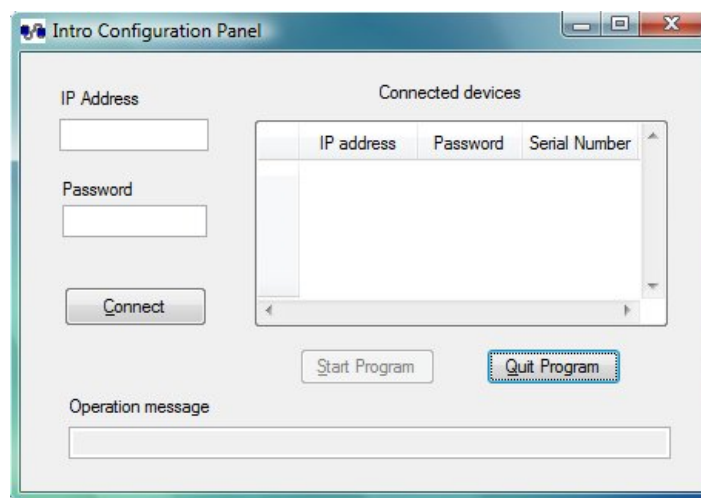 Intro Configuration Panel
IP Address
Connected devices
IP address Password Serial Number
Password
Connect
Start Program Quit Program
Operation message